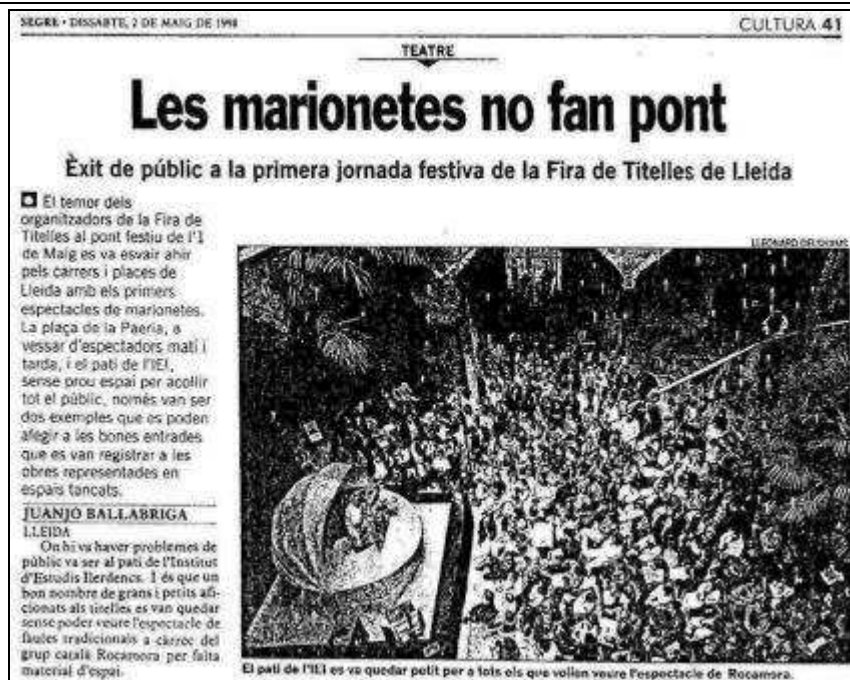 SEGRE • DISSABTE, 2 DE MAIG DE 1998
CULTURA 41
TEATRE
Les marionetes no fan pont
Èxit de públic a la primera jornada festiva de la Fira de Titelles de Lleida
El temor dels
organitzadors de la Fira de
Titelles al pont festiu de l'1
de Maig es va esvair ahir
pels carrers i places de
Lleida amb els primers
espectacles de marionetes.
La plaça de la Paeria, a
vessar d'espectadors matí i
tarda, i el pati de l'IEI,
sense prou espai per acollir
tot el públic, només van ser
dos exemples que es poden
afegir a les bones entrades
que es van registrar a les
obres representades en
espais tancats.
JUANJO BALLABRIGA
LLEIDA
On hi va haver problemes de
públic va ser al pati de l'Institut
d'Estudis Ilerdencs. I és que un
bon nombre de grans i petits afi-
cionats als titelles es van quedar
sense poder veure l'espectacle de
faules tradicionals a càrrec del
grup català Rocamora per falta
material d'espai.
LLEONARD
El pati de l'IEI es va quedar petit per a tots els que volien veure l'espectacle de Rocamora.